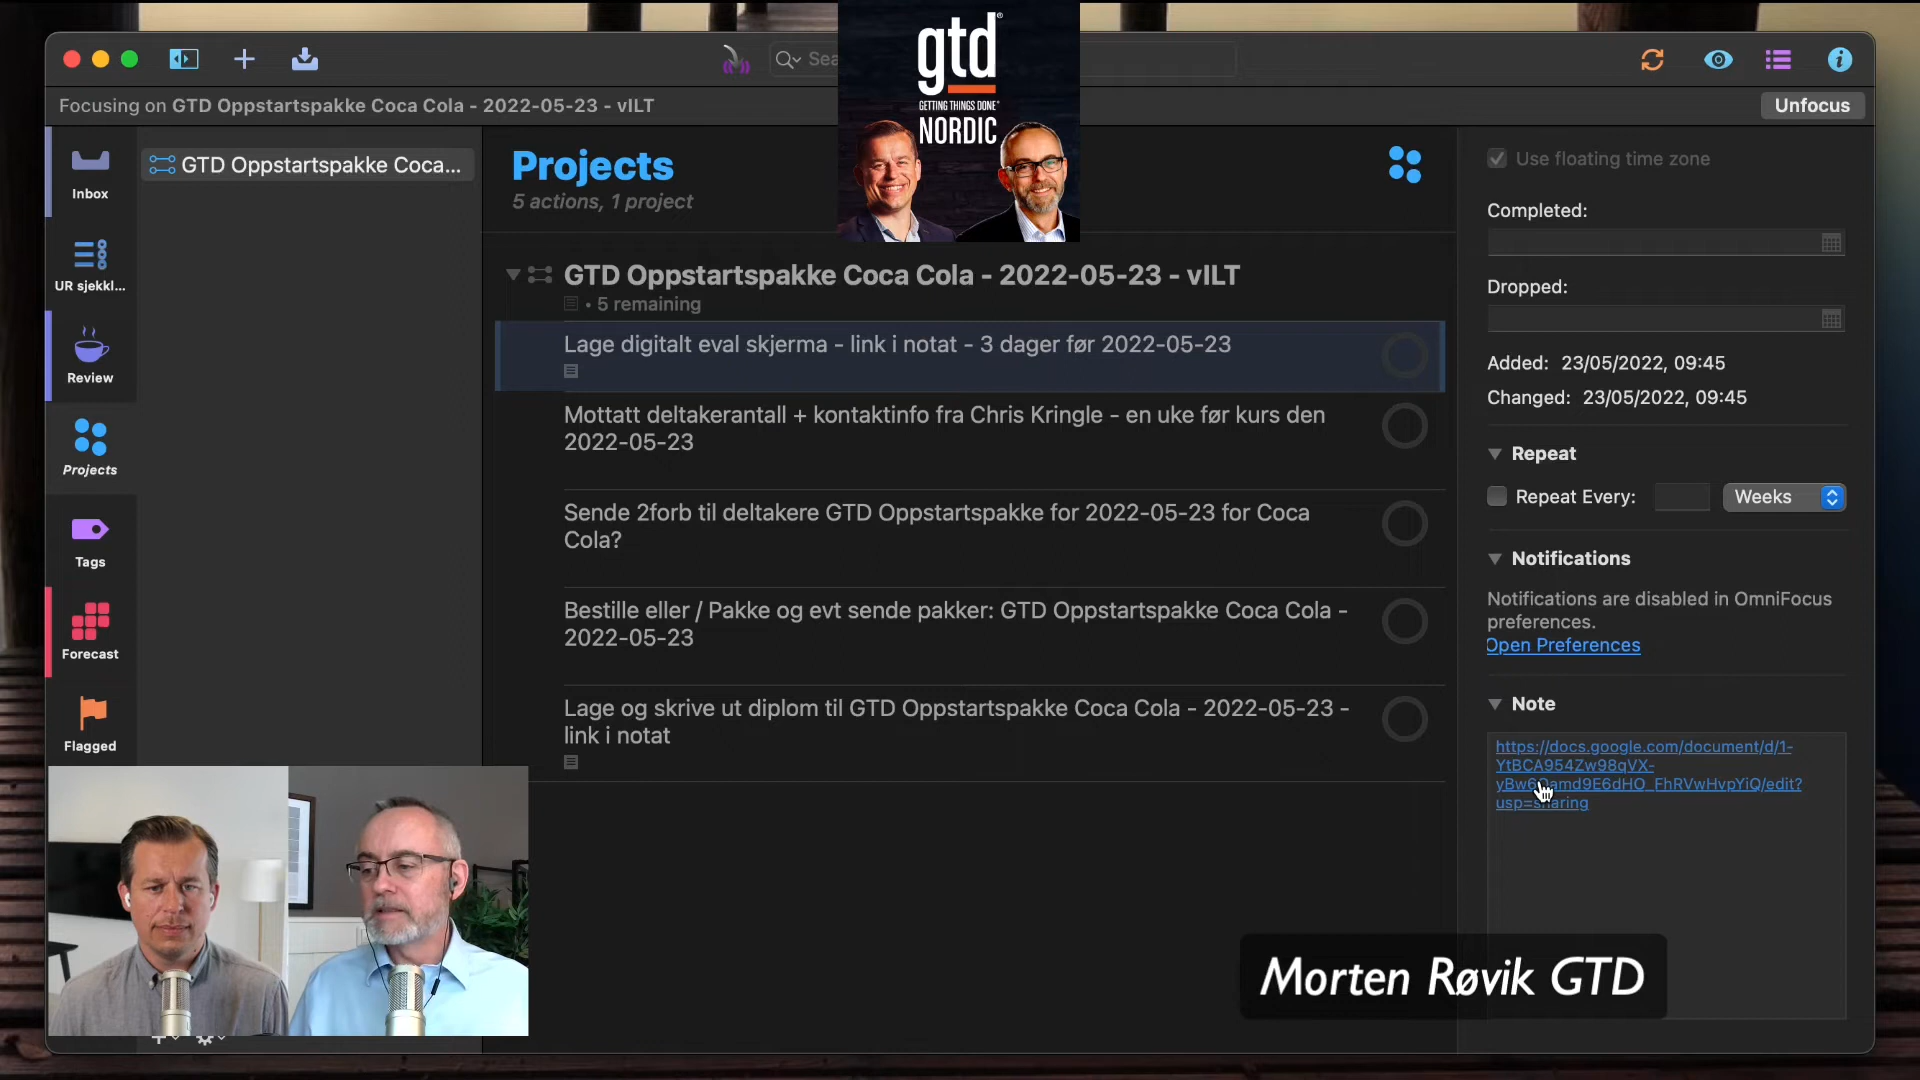 Focusing on GTD Oppstartspakke Coca Cola - 2022-05-23 - vILT
Unfocus
gtd®
GETTING THINGS DONE®
NORDIC
Inbox
UR sjekkl...
Review
Projects
Tags
Forecast
Flagged
GTD Oppstartspakke Coca...
Projects
5 actions, 1 project
GTD Oppstartspakke Coca Cola - 2022-05-23 - vILT
• 5 remaining
Lage digitalt eval skjerma - link i notat - 3 dager før 2022-05-23
Mottatt deltakerantall + kontaktinfo fra Chris Kringle - en uke før kurs den
2022-05-23
Sende 2forb til deltakere GTD Oppstartspakke for 2022-05-23 for Coca
Cola?
Bestille eller / Pakke og evt sende pakker: GTD Oppstartspakke Coca Cola -
2022-05-23
Lage og skrive ut diplom til GTD Oppstartspakke Coca Cola - 2022-05-23 -
link i notat
Use floating time zone
Completed:
Dropped:
Added: 23/05/2022, 09:45
Changed: 23/05/2022, 09:45
Repeat
Repeat Every:
Weeks
Notifications
Notifications are disabled in OmniFocus
preferences.
Open Preferences
Note
https://docs.google.com/document/d/1-
YtBCA954Zw98qVX-
Morten Røvik GTD